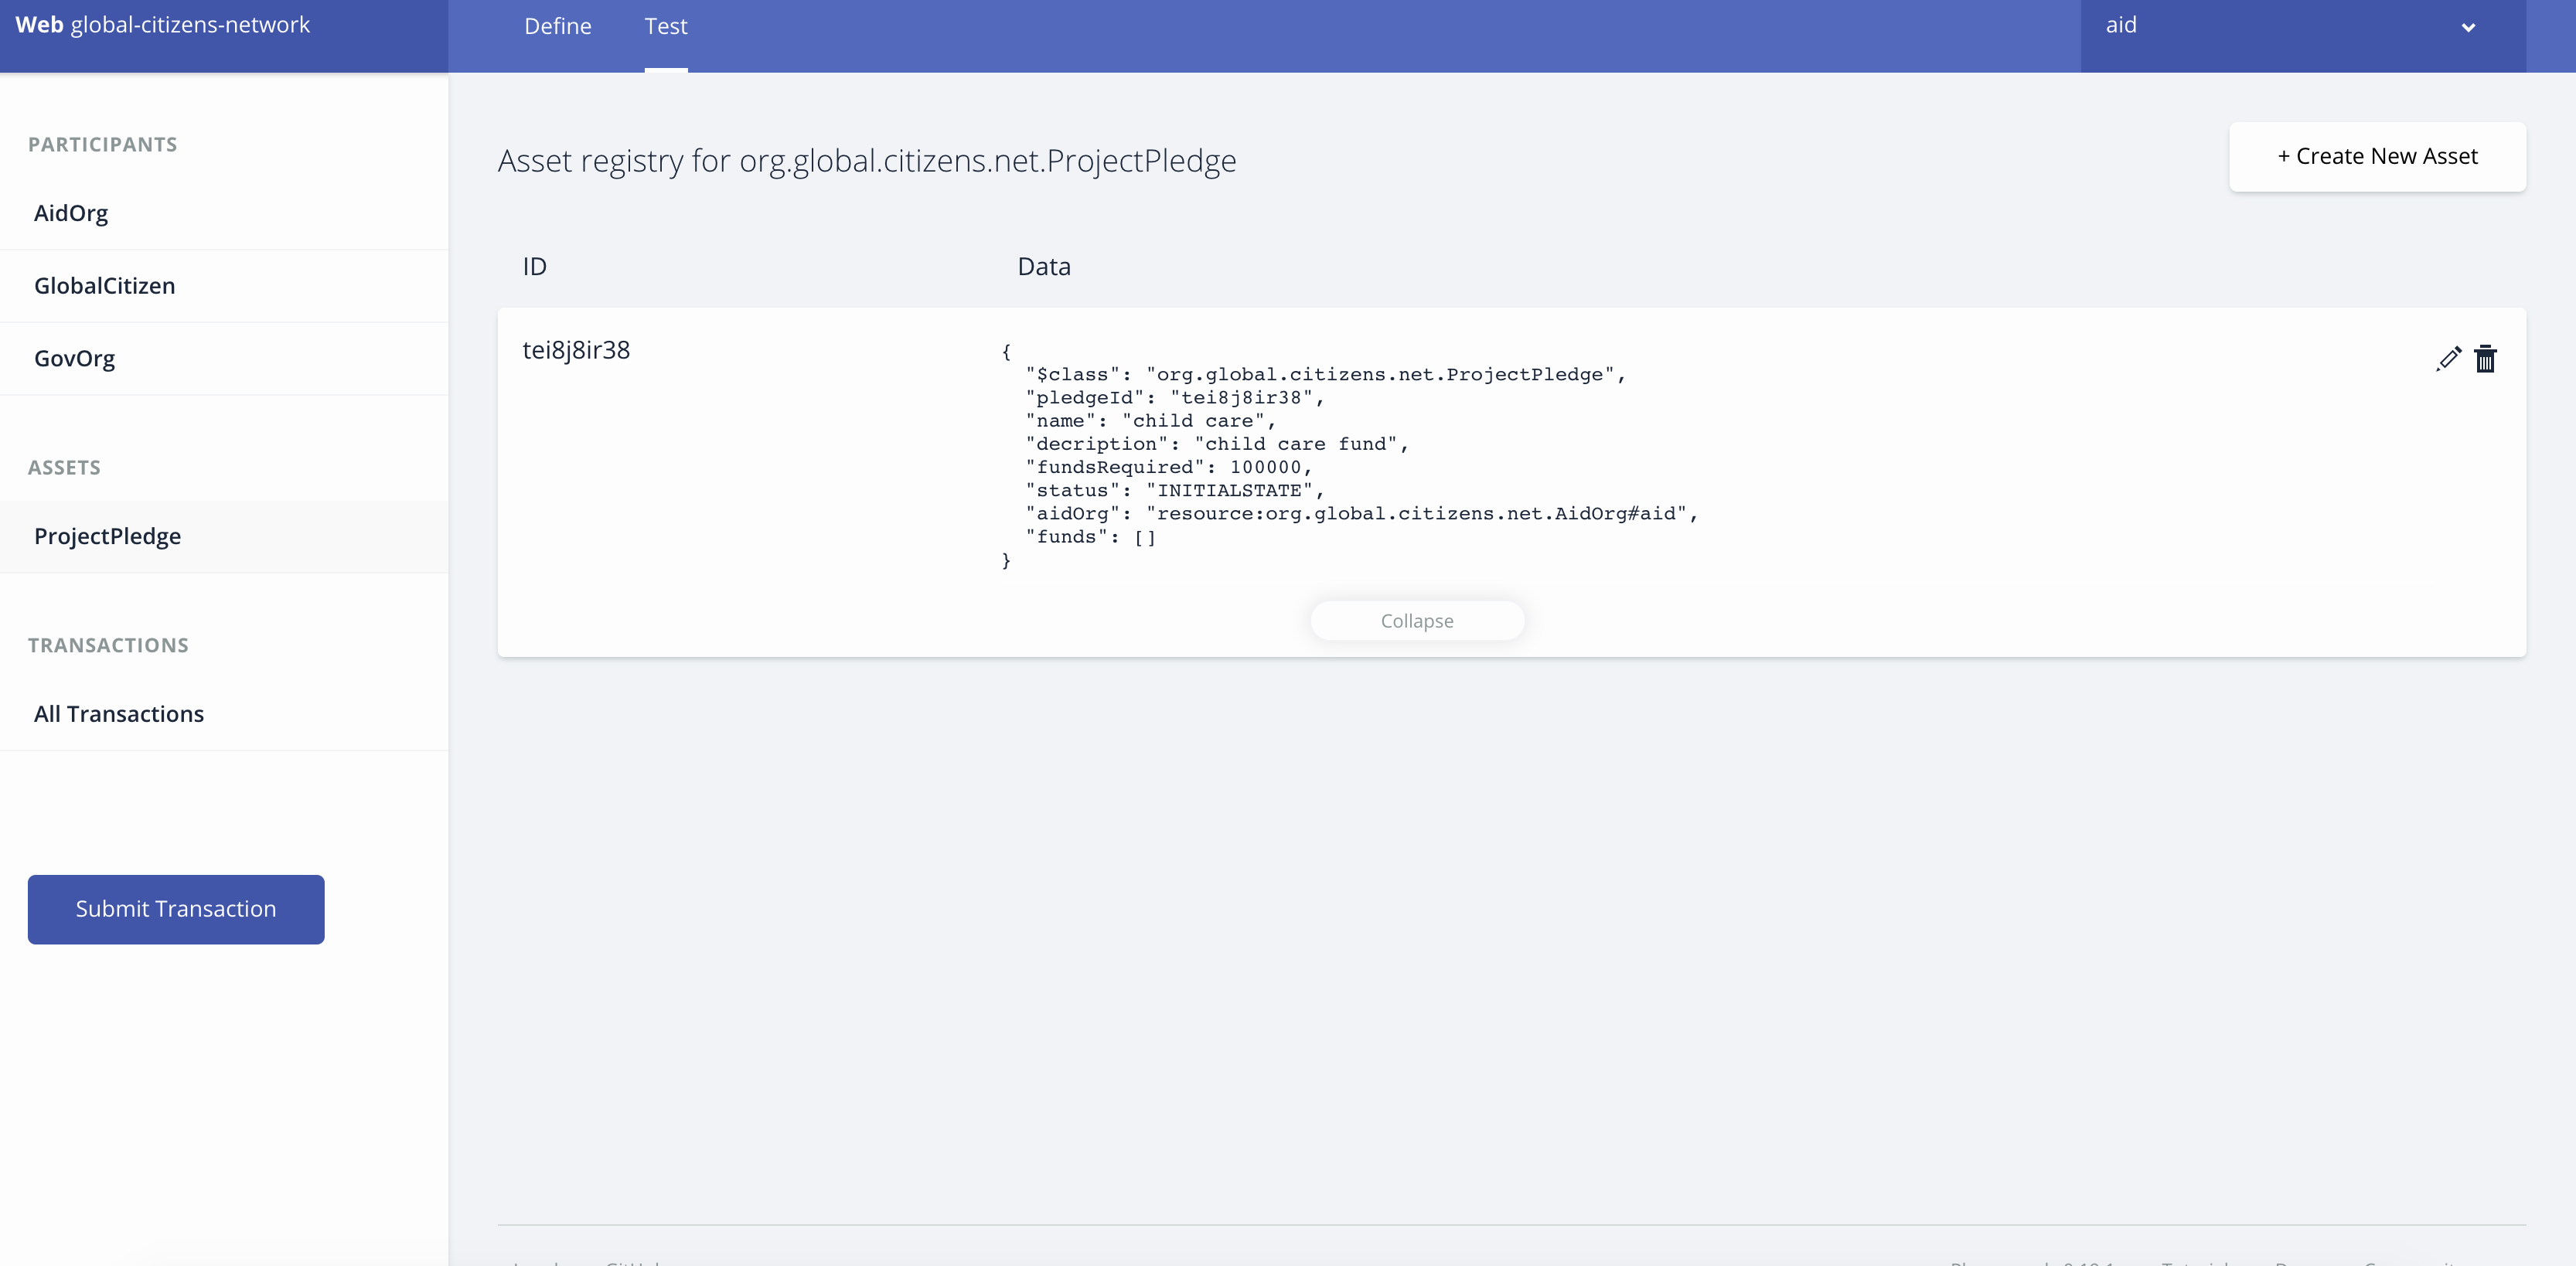 Web global-citizens-network
Define
Test
aid
PARTICIPANTS
AidOrg
GlobalCitizen
GovOrg
ASSETS
ProjectPledge
TRANSACTIONS
All Transactions
Submit Transaction
Asset registry for org.global.citizens.net.ProjectPledge
+ Create New Asset
ID
Data
tei8j8ir38
{
"$class": "org.global.citizens.net.ProjectPledge",
"pledgeId": "tei8j8ir38",
"name": "child care",
"decription": "child care fund",
"fundsRequired": 100000,
"status": "INITIALSTATE",
"aidOrg": "resource:org.global.citizens.net.AidOrg#aid",
"funds": []
}
Collapse